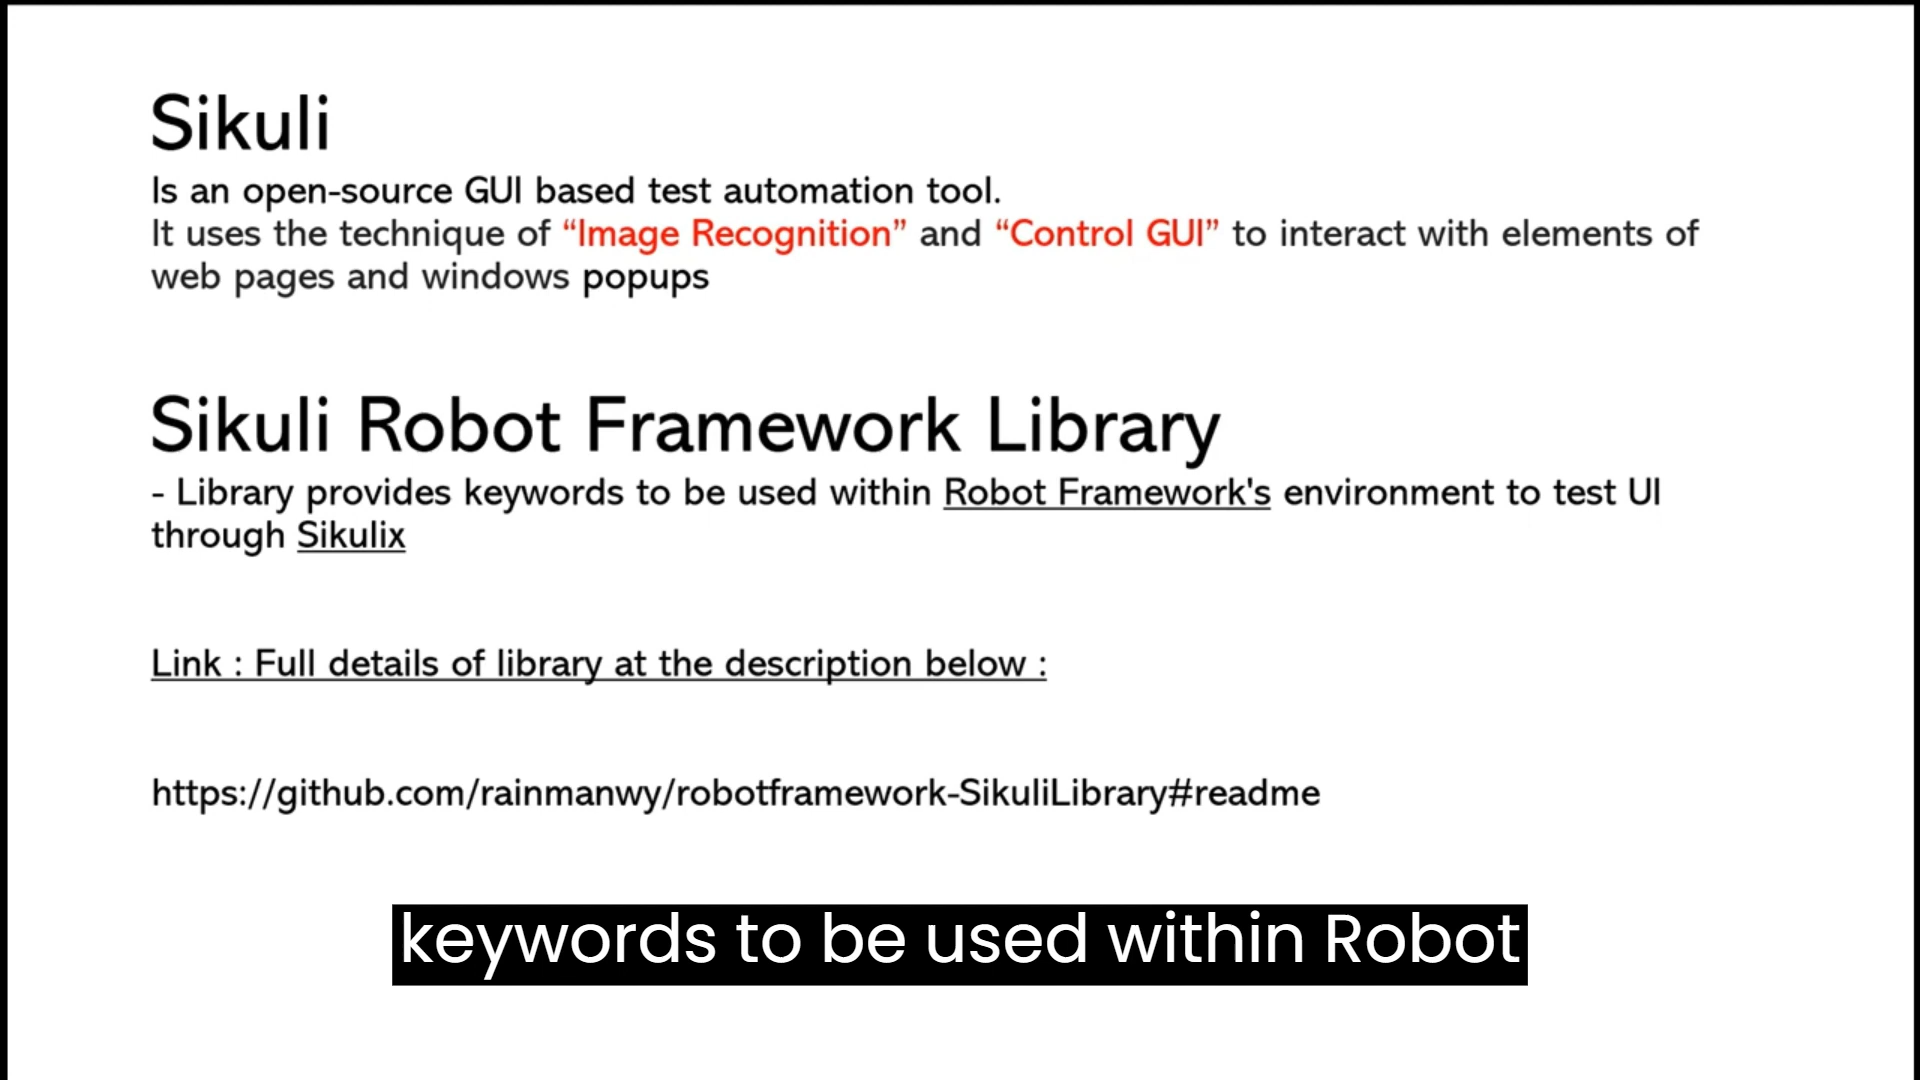 Sikuli
Is an open-source GUI based test automation tool.
It uses the technique of “Image Recognition” and “Control GUI” to interact with elements of
web pages and windows popups
Sikuli Robot Framework Library
- Library provides keywords to be used within Robot Framework's environment to test UI
through Sikulix
Link : Full details of library at the description below :
https://github.com/rainmanwy/robotframework-SikuliLibrary#readme
keywords to be used within Robot